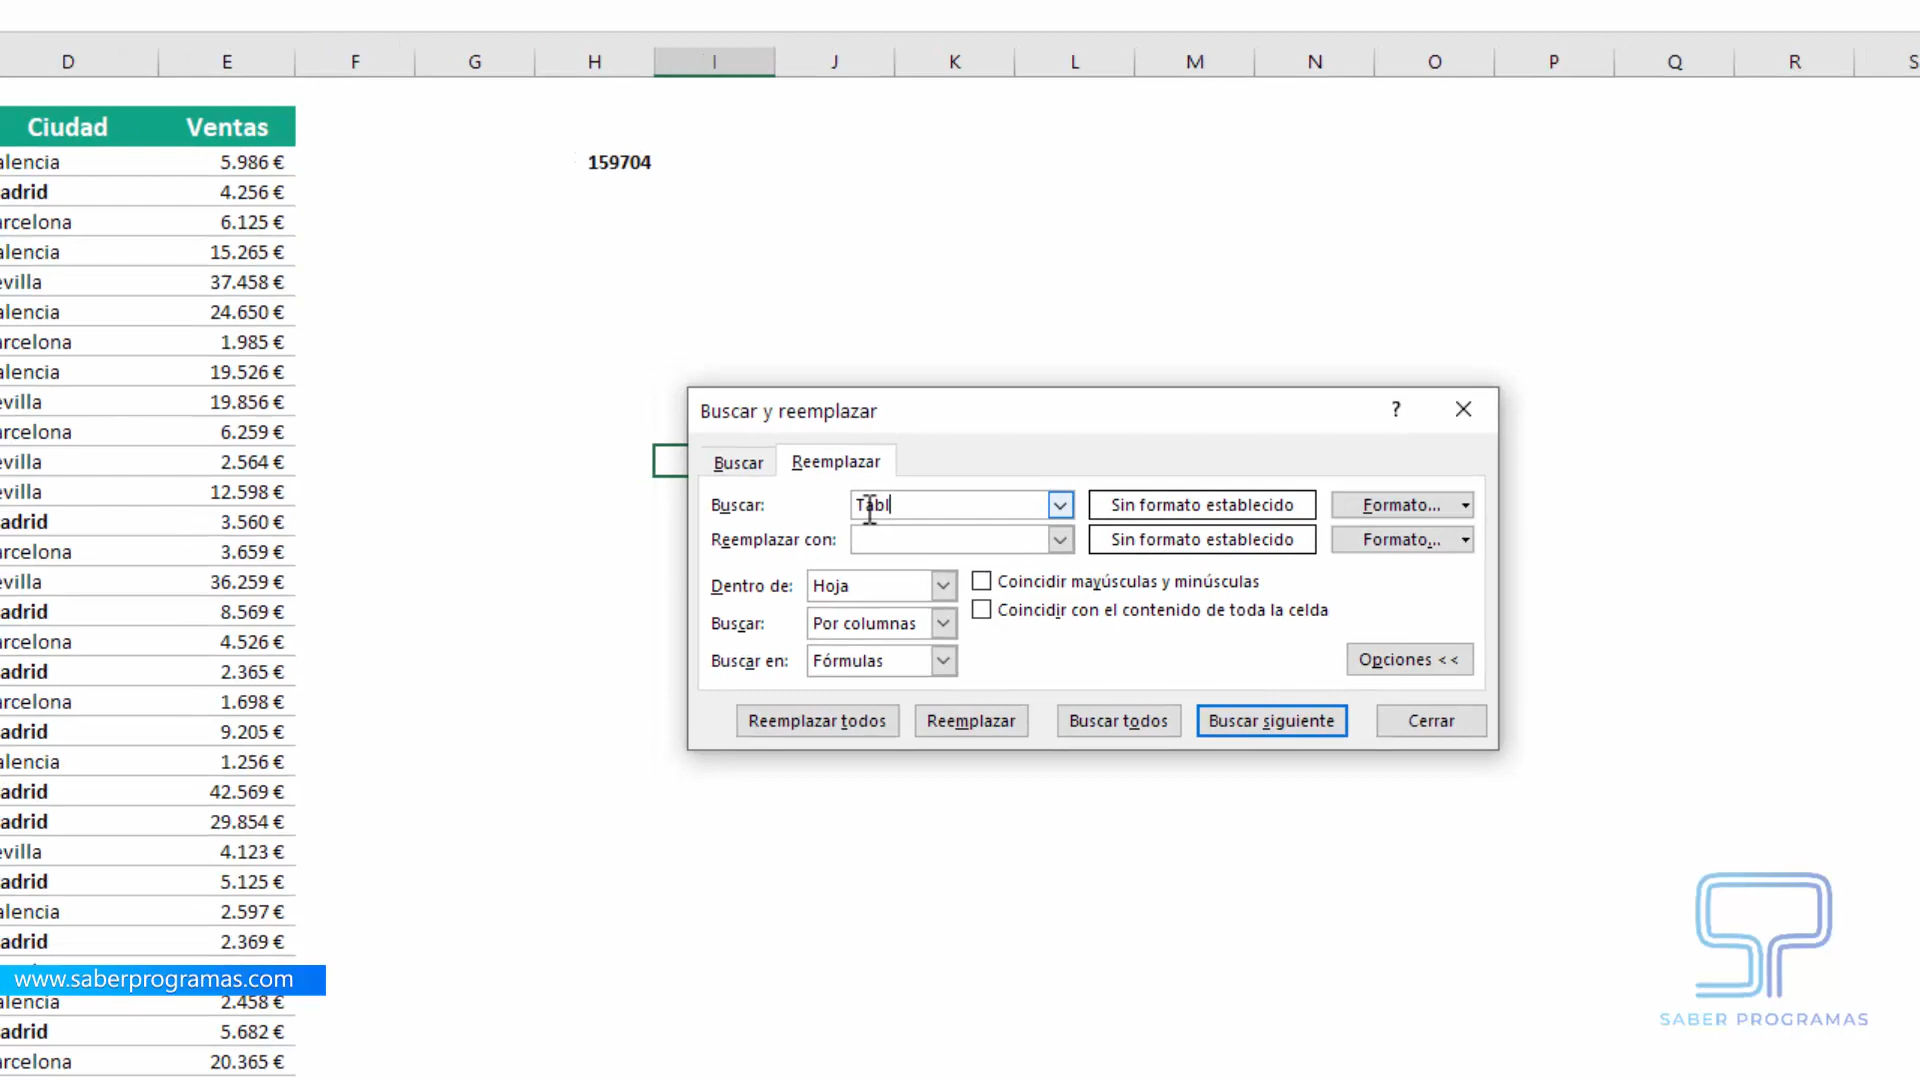 D E F G H I J K L M N O P Q R S
Ciudad Ventas
alencia 5.986 €
159704
adrid 4.256 €
arcelona 6.125 €
alencia 15.265 €
evilla 37.458 €
alencia 24.650 €
arcelona 1.985 €
alencia 19.526 €
evilla 19.856 €
arcelona 6.259 €
evilla 2.564 €
evilla 12.598 €
adrid 3.560 €
arcelona 3.659 €
evilla 36.259 €
adrid 8.569 €
arcelona 4.526 €
adrid 2.365 €
arcelona 1.698 €
adrid 9.205 €
alencia 1.256 €
adrid 42.569 €
adrid 29.854 €
evilla 4.123 €
adrid 5.125 €
alencia 2.597 €
adrid 2.369 €
www.saberprogramas.com
alencia 2.458 €
adrid 5.682 €
arcelona 20.365 €
Buscar y reemplazar ?
Buscar Reemplazar
Buscar: Tabl Sin formato establecido Formato...
Reemplazar con: Sin formato establecido Formato...
Dentro de: Hoja Coincidir mayúsculas y minúsculas
Coincidir con el contenido de toda la celda
Buscar: Por columnas
Buscar en: Fórmulas Opciones <<
Reemplazar todos Reemplazar Buscar todos Buscar siguiente Cerrar
SABER PROGRAMAS